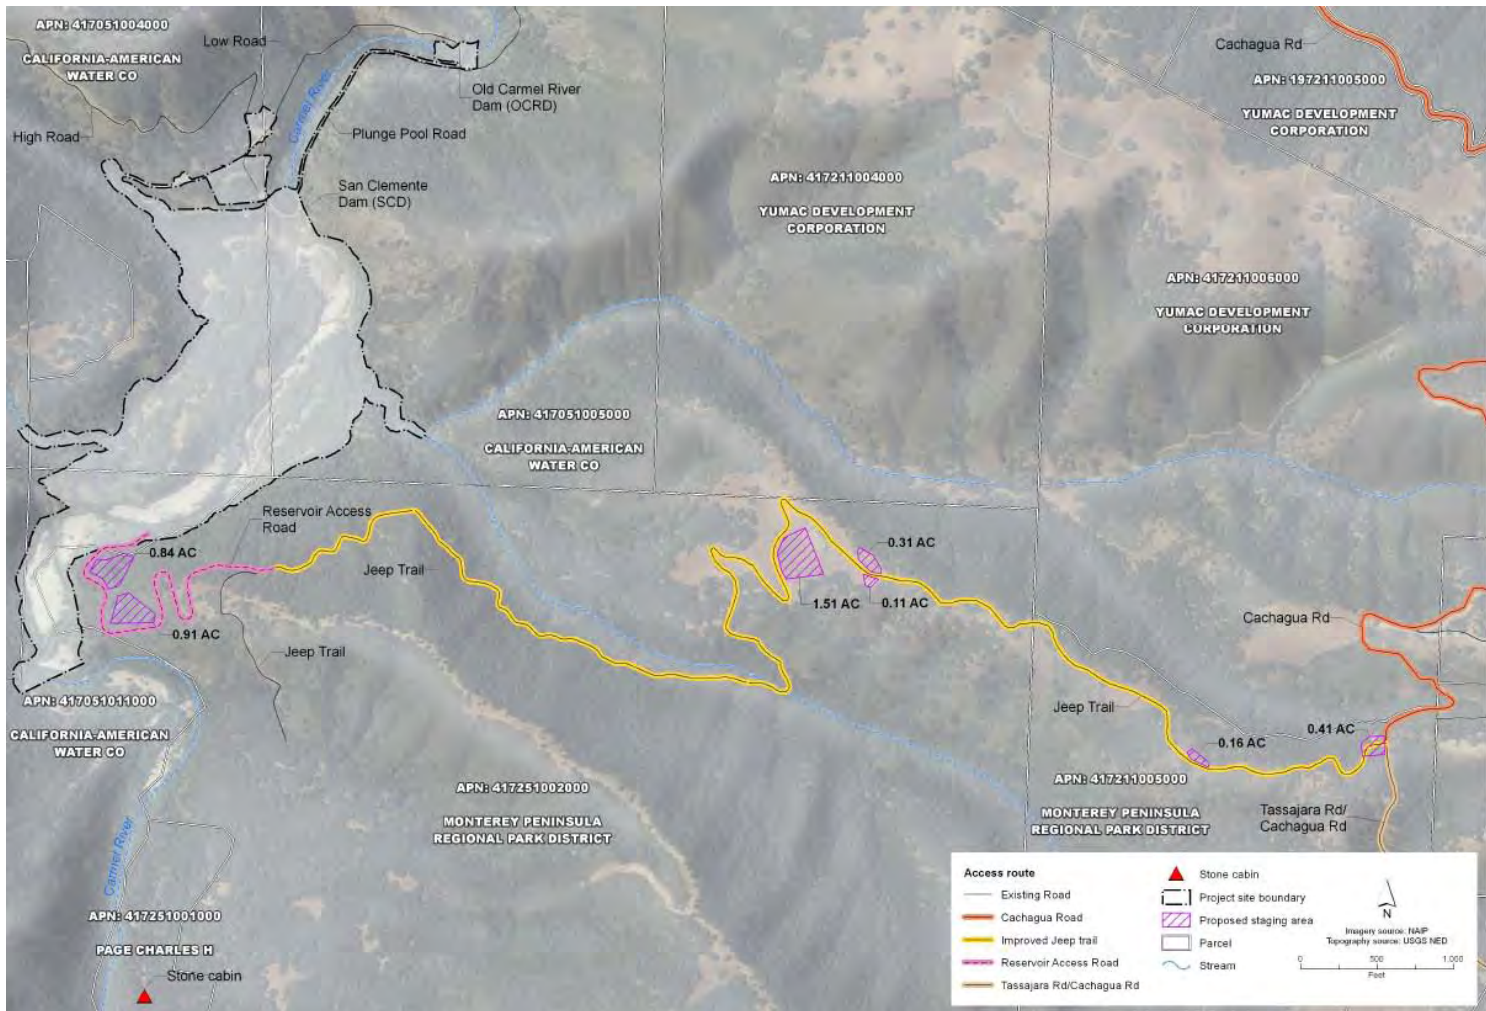 APN: 417051004000
CALIFORNIA-AMERICAN
WATER CO
Low Road
High Road
Carmel River
Old Carmel River
Dam (OCRD)
Plunge Pool Road
San Clemente
Dam (SCD)
Cachagua Rd
APN: 197211005000
YUMAC DEVELOPMENT
CORPORATION
APN: 417211004000
YUMAC DEVELOPMENT
CORPORATION
APN: 417211006000
YUMAC DEVELOPMENT
CORPORATION
APN: 417051005000
CALIFORNIA-AMERICAN
WATER CO
Reservoir Access
Road
0.84 AC
Jeep Trail
0.91 AC
Jeep Trail
0.31 AC
1.51 AC
0.11 AC
Cachagua Rd
Jeep Trail
0.16 AC
0.41 AC
APN: 417051011000
CALIFORNIA-AMERICAN
WATER CO
APN: 417251002000
MONTEREY PENINSULA
REGIONAL PARK DISTRICT
APN: 417211005000
MONTEREY PENINSULA
REGIONAL PARK DISTRICT
Tassajara Rd/
Cachagua Rd
Carmel River
APN: 417251001000
PAGE CHARLES H
Stone cabin
Access route
Existing Road
Cachagua Road
Improved Jeep trail
Reservoir Access Road
Tassajara Rd/Cachagua Rd
Stone cabin
Project site boundary
Proposed staging area
Parcel
Stream
N
Imagery source: NAIP
Topography source: USGS NED
0 500 1,000
Feet